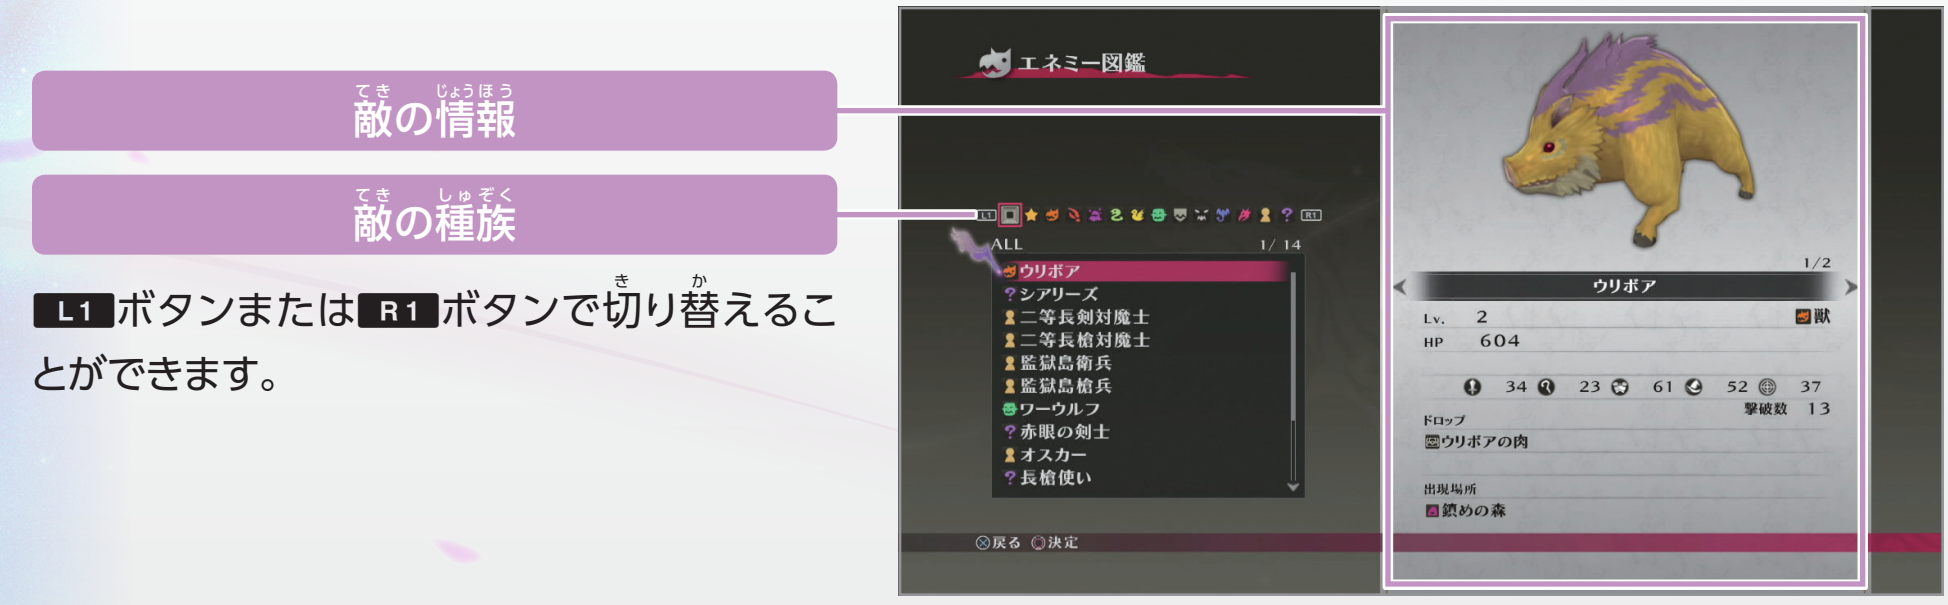 てき じょうほう
敵の情報
てき しゅぞく
敵の種族
き か
L1ボタンまたはR1ボタンで切り替えるこ
とができます。
エネミー図鑑
L1 R1
ALL 1/ 14
ウリボア
?シアリーズ
二等長剣対魔士
二等長槍対魔士
監獄島衛兵
監獄島槍兵
ワーウルフ
?赤眼の剣士
オスカー
?長槍使い
戻る 決定
1/2
ウリボア
Lv. 2 獣
HP 604
34 23 61 52 37
撃破数 13
ドロップ
ウリボアの肉
出現場所
鎮めの森